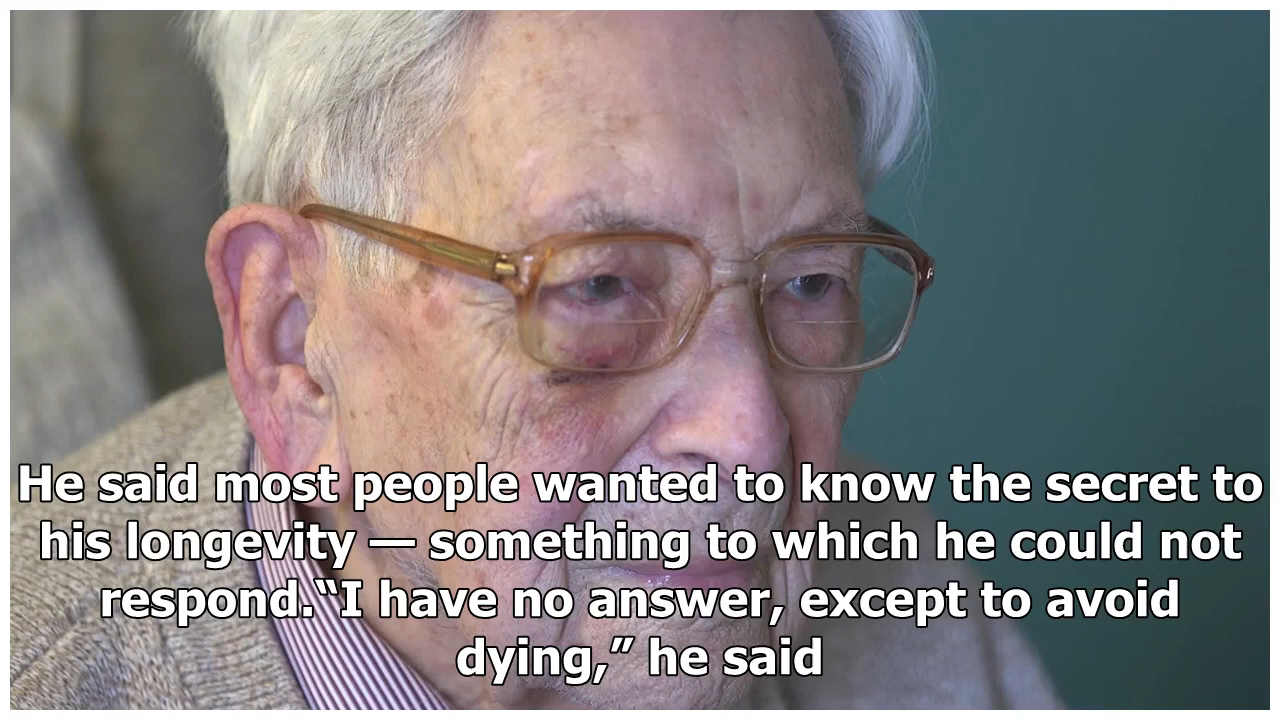 He said most people wanted to know the secret to
his longevity — something to which he could not
respond.“I have no answer, except to avoid
dying,” he said